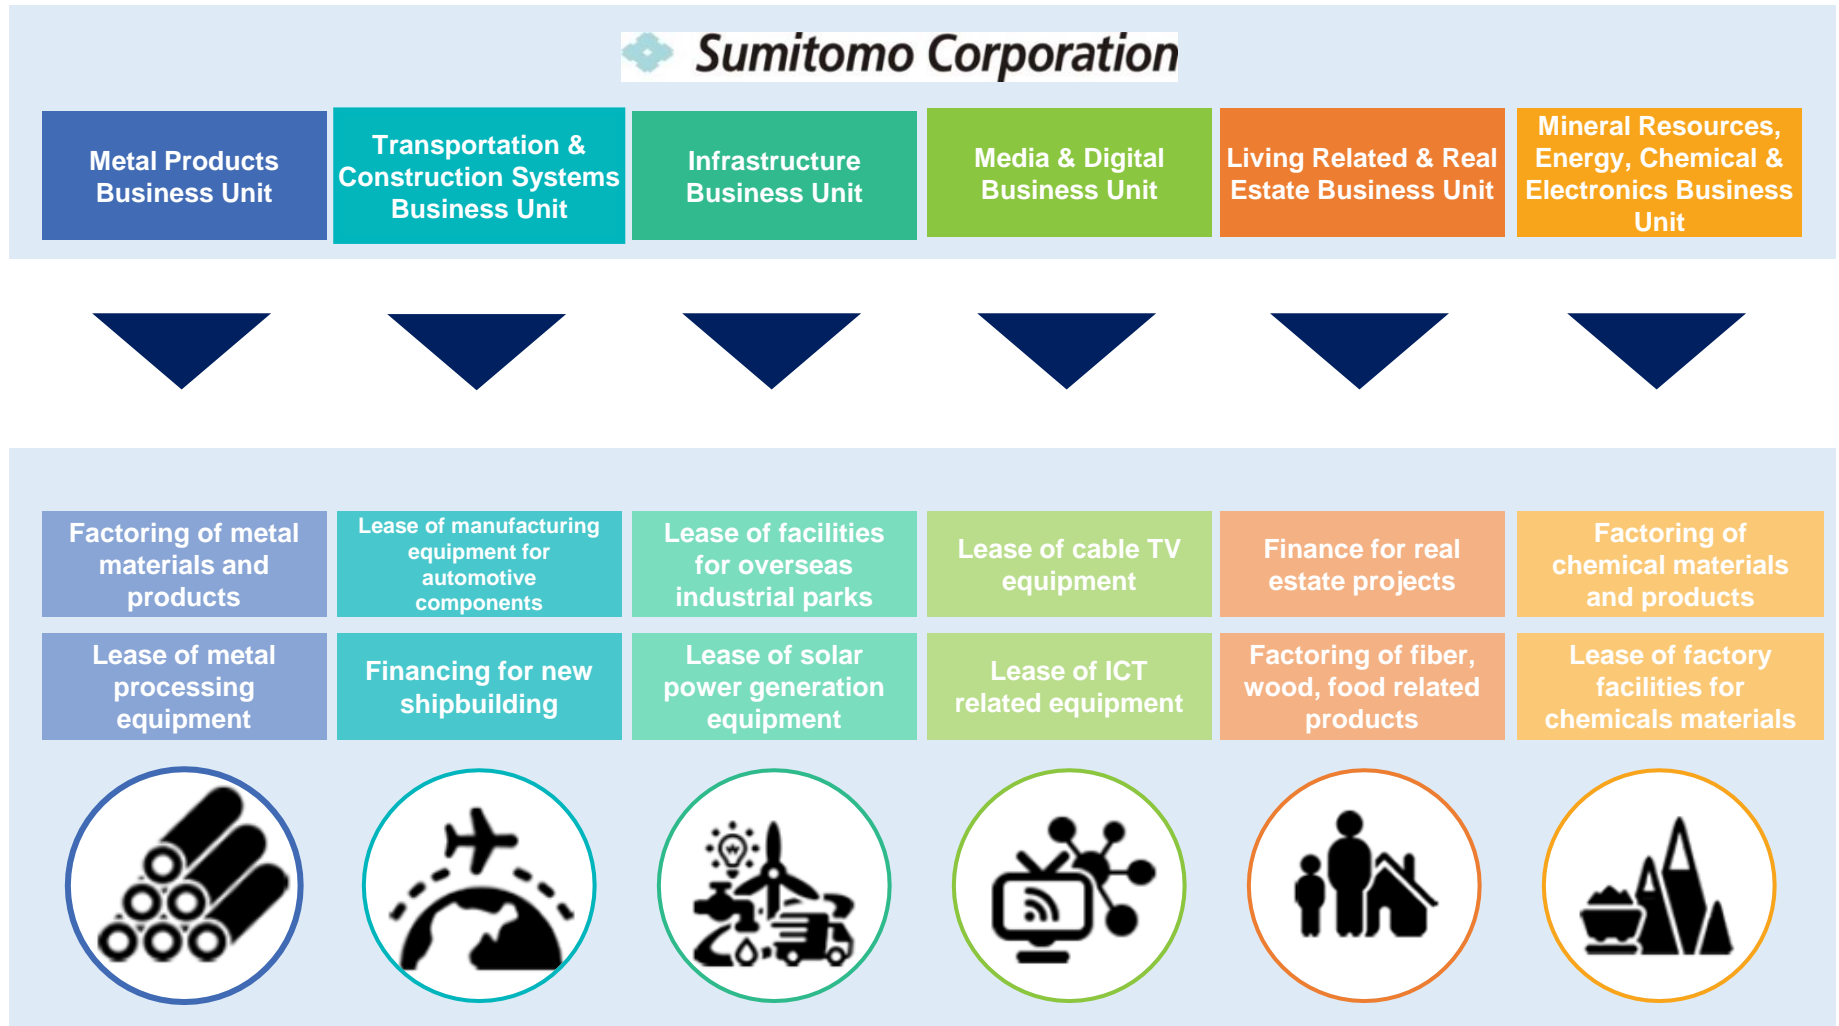 Sumitomo Corporation
Metal Products
Business Unit
Transportation &
Construction Systems
Business Unit
Infrastructure
Business Unit
Media & Digital
Business Unit
Living Related & Real
Estate Business Unit
Mineral Resources,
Energy, Chemical &
Electronics Business
Unit
Factoring of metal
materials and
products
Lease of manufacturing
equipment for
automotive
components
Lease of facilities
for overseas
industrial parks
Lease of cable TV
equipment
Finance for real
estate projects
Factoring of
chemical materials
and products
Lease of metal
processing
equipment
Financing for new
shipbuilding
Lease of solar
power generation
equipment
Lease of ICT
related equipment
Factoring of fiber,
wood, food related
products
Lease of factory
facilities for
chemicals materials